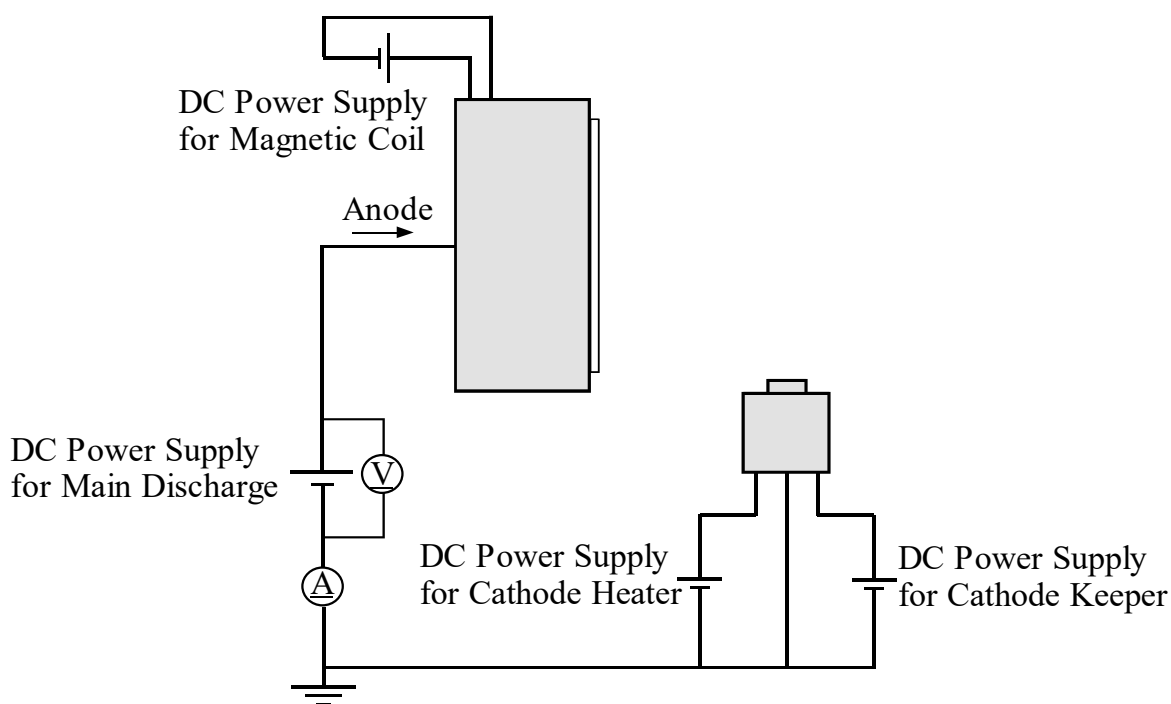 DC Power Supply
for Magnetic Coil
Anode
DC Power Supply
for Main Discharge
V
A
DC Power Supply
for Cathode Heater
DC Power Supply
for Cathode Keeper